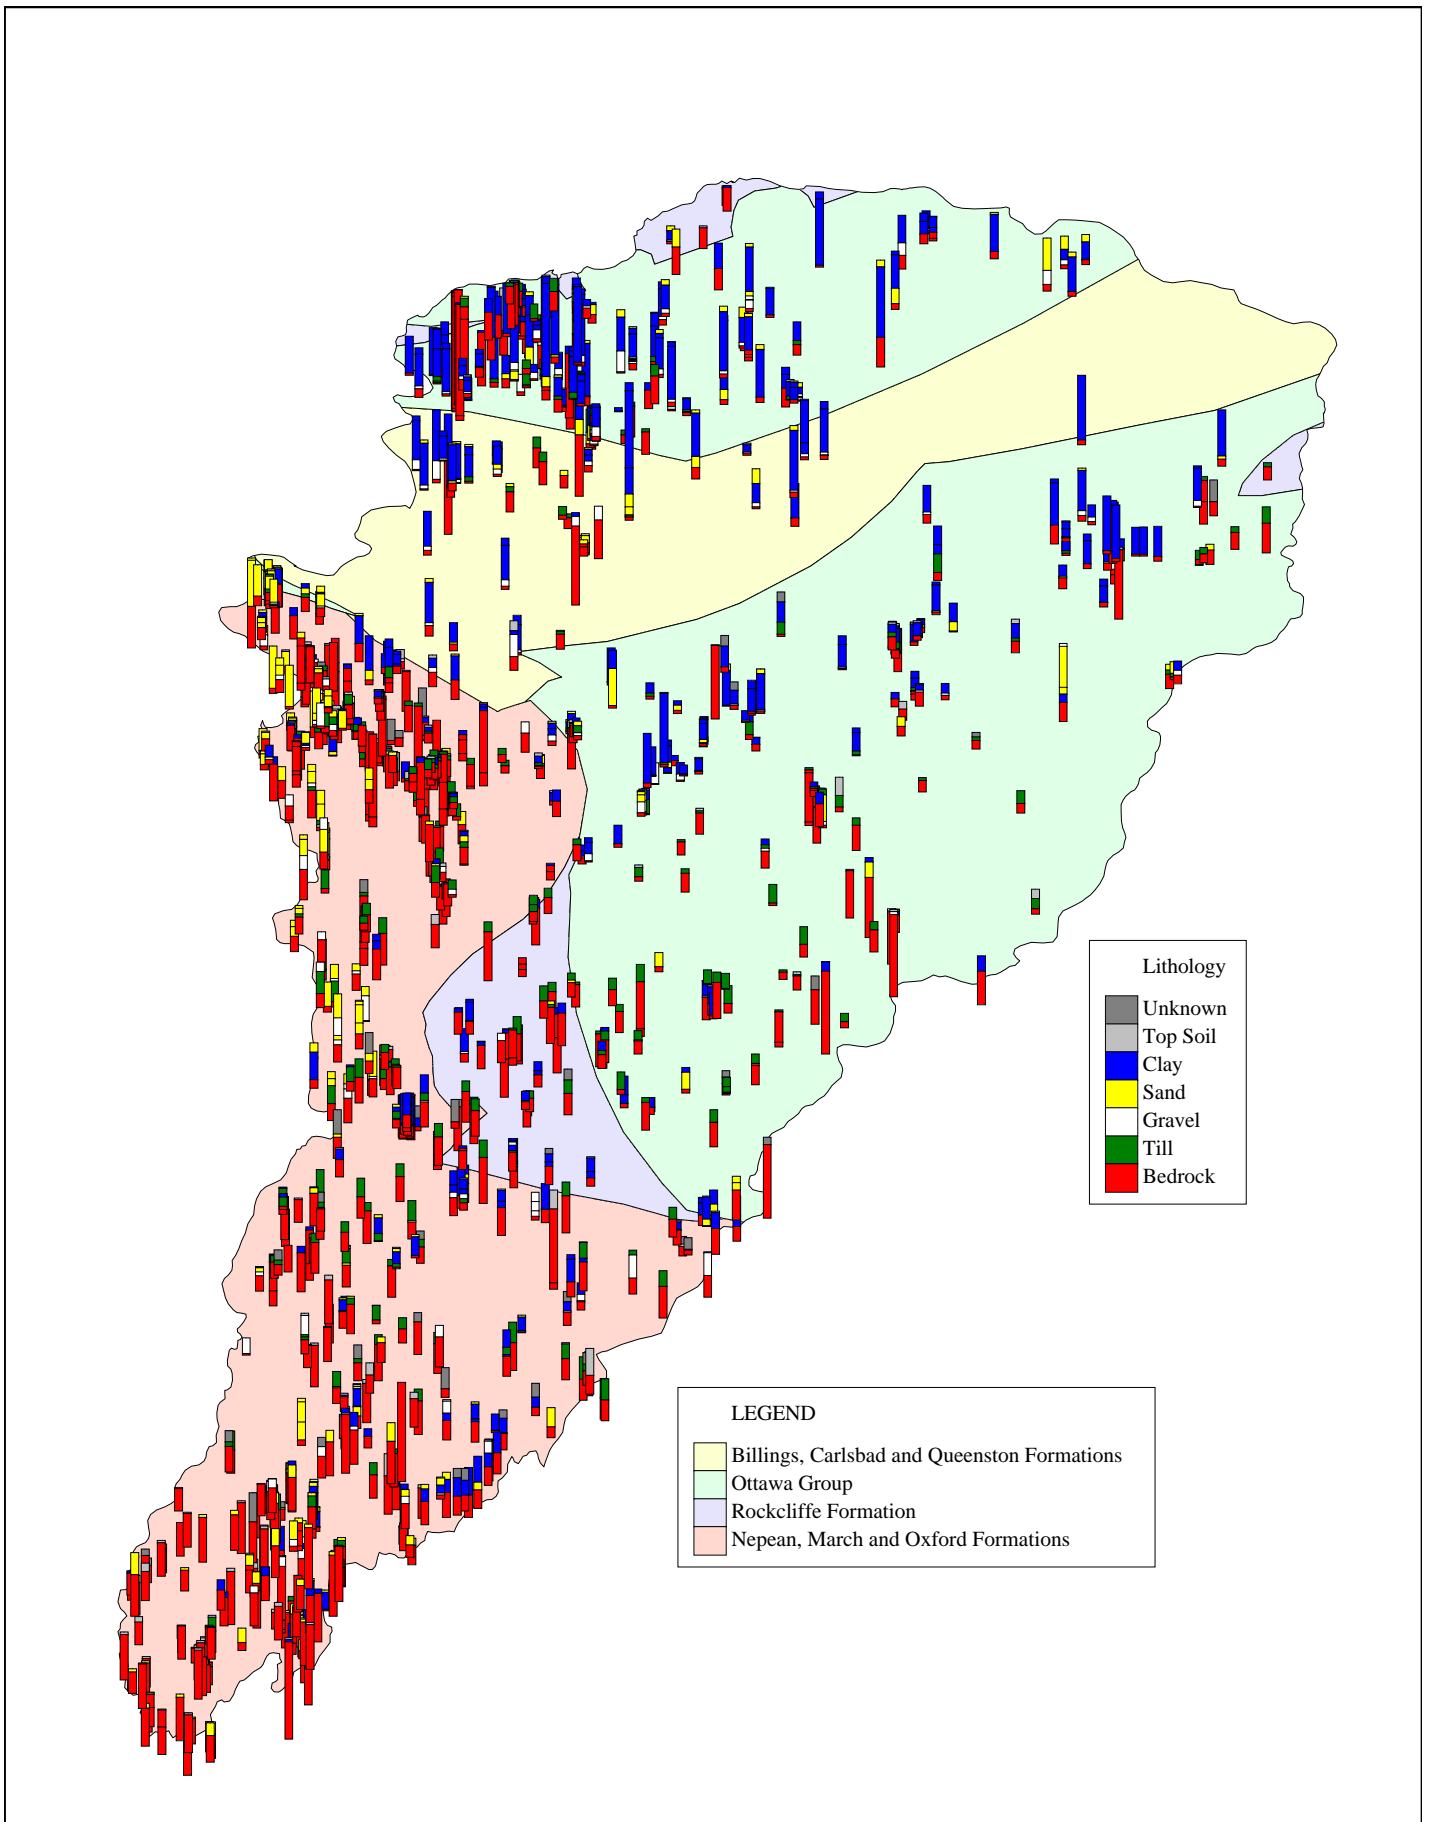 Lithology
Unknown
Top Soil
Clay
Sand
Gravel
Till
Bedrock
LEGEND
Billings, Carlsbad and Queenston Formations
Ottawa Group
Rockcliffe Formation
Nepean, March and Oxford Formations